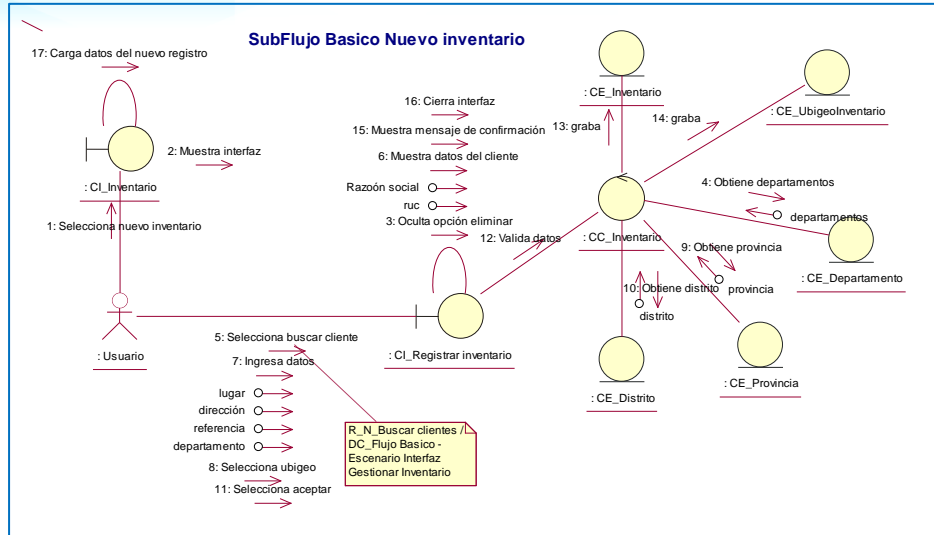 SubFlujo Basico Nuevo inventario
17: Carga datos del nuevo registro
: CI_Inventario
2: Muestra interfaz
1: Selecciona nuevo inventario
: Usuario
16: Cierra interfaz
15: Muestra mensaje de confirmación
6: Muestra datos del cliente
Razoón social
ruc
3: Oculta opción eliminar
12: Valida datos
: CI_Registrar inventario
5: Selecciona buscar cliente
7: Ingresa datos
lugar
dirección
referencia
departamento
8: Selecciona ubigeo
11: Selecciona aceptar
R_N_Buscar clientes /
DC_Flujo Basico -
Escenario Interfaz
Gestionar Inventario
: CE_Inventario
13: graba
14: graba
: CE_UbigeoInventario
: CC_Inventario
4: Obtiene departamentos
departamentos
: CE_Departamento
9: Obtiene provincia
provincia
: CE_Provincia
10: Obtiene distrito
distrito
: CE_Distrito